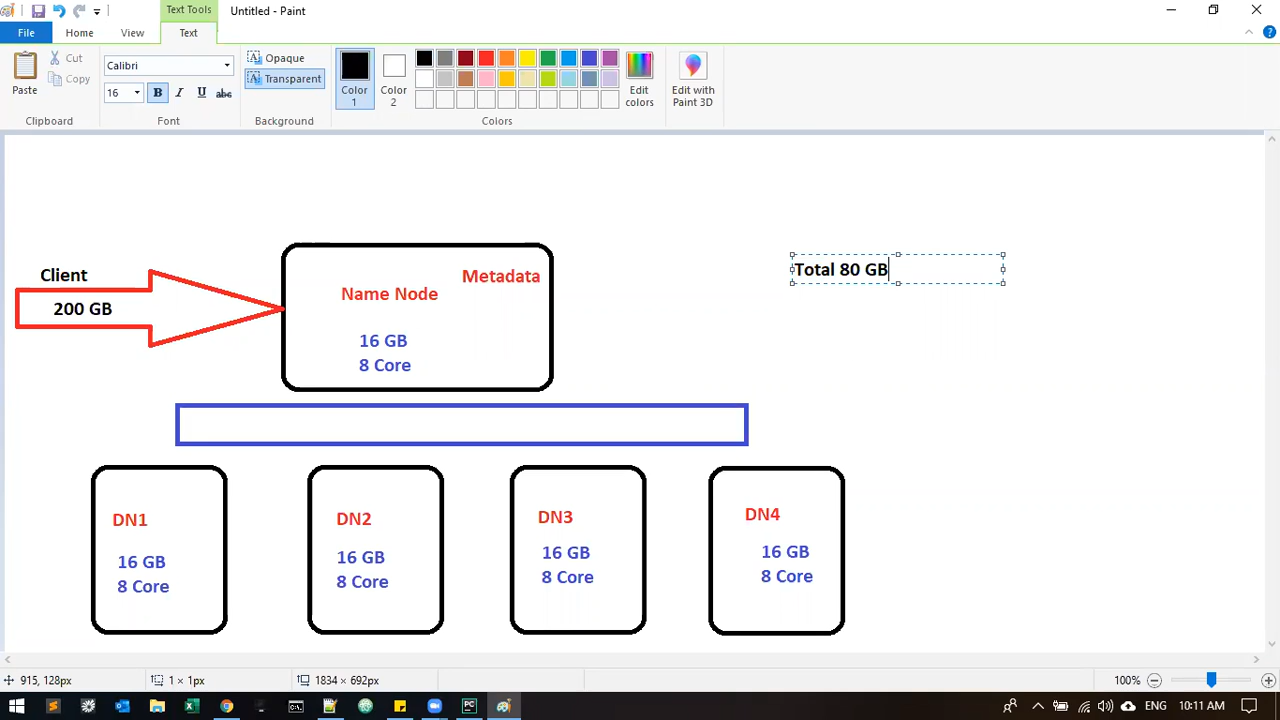 Text Tools
Untitled - Paint
File
Home
View
Text
Paste
Cut
Copy
Clipboard
Calibri
16
B
I
U
abc
Font
Opaque
Transparent
Background
Color
1
Color
2
Edit
colors
Edit with
Paint 3D
Colors
Client
200 GB
Metadata
Name Node
16 GB
8 Core
Total 80 GB
DN1
16 GB
8 Core
DN2
16 GB
8 Core
DN3
16 GB
8 Core
DN4
16 GB
8 Core
915, 128px
1 × 1px
1834 × 692px
100%
ENG
10:11 AM